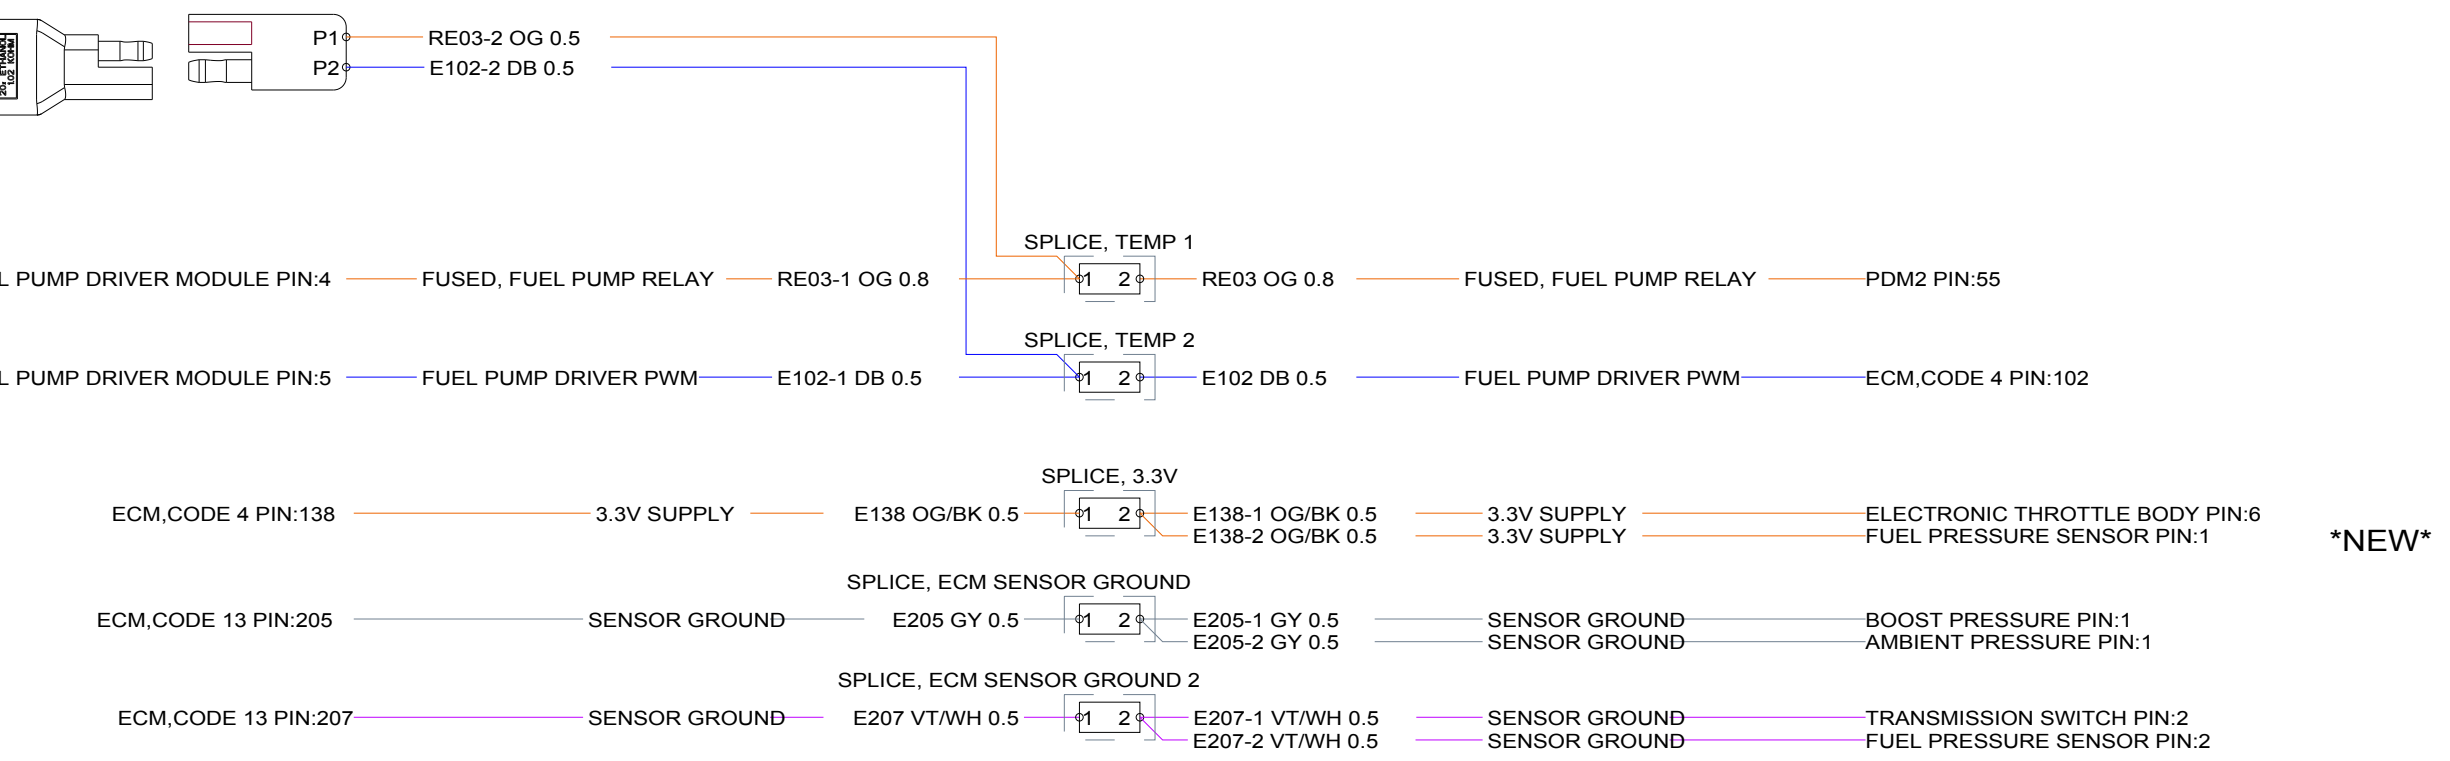 20% ETHANOL
1.02 KOHM
P1 RE03-2 OG 0.5
P2 E102-2 DB 0.5
SPLICE, TEMP 1
L PUMP DRIVER MODULE PIN:4 FUSED, FUEL PUMP RELAY RE03-1 OG 0.8 1 2 RE03 OG 0.8 FUSED, FUEL PUMP RELAY PDM2 PIN:55
SPLICE, TEMP 2
L PUMP DRIVER MODULE PIN:5 FUEL PUMP DRIVER PWM E102-1 DB 0.5 1 2 E102 DB 0.5 FUEL PUMP DRIVER PWM ECM,CODE 4 PIN:102
SPLICE, 3.3V
ECM,CODE 4 PIN:138 3.3V SUPPLY E138 OG/BK 0.5 1 2 E138-1 OG/BK 0.5 3.3V SUPPLY ELECTRONIC THROTTLE BODY PIN:6
E138-2 OG/BK 0.5 3.3V SUPPLY FUEL PRESSURE SENSOR PIN:1
*NEW*
SPLICE, ECM SENSOR GROUND
ECM,CODE 13 PIN:205 SENSOR GROUND E205 GY 0.5 1 2 E205-1 GY 0.5 SENSOR GROUND BOOST PRESSURE PIN:1
E205-2 GY 0.5 SENSOR GROUND AMBIENT PRESSURE PIN:1
SPLICE, ECM SENSOR GROUND 2
ECM,CODE 13 PIN:207 SENSOR GROUND E207 VT/WH 0.5 1 2 E207-1 VT/WH 0.5 SENSOR GROUND TRANSMISSION SWITCH PIN:2
E207-2 VT/WH 0.5 SENSOR GROUND FUEL PRESSURE SENSOR PIN:2